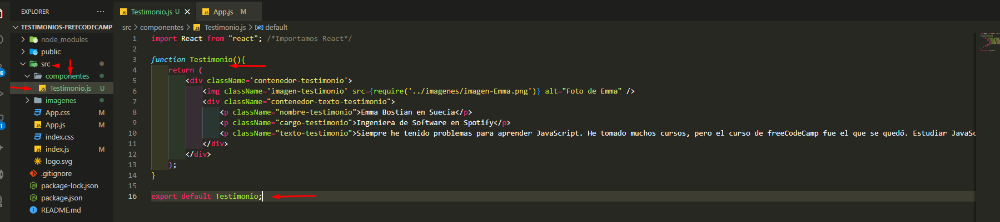 EXPLORER ···
TESTIMONIOS-FREECODECAMP
node_modules
public
src
componentes
Testimonio.js U
imagenes
App.css M
App.js M
index.css
index.js M
logo.svg
.gitignore
package-lock.json
package.json
README.md
Testimonio.js U
App.js M
src > componentes > Testimonio.js > default
1 import React from "react"; /*Importamos React*/
2
3 function Testimonio(){
4 return (
5 <div className='contenedor-testimonio'>
6 <img className='imagen-testimonio' src={require('../imagenes/imagen-Emma.png')} alt="Foto de Emma" />
7 <div className="contenedor-texto-testimonio">
8 <p className="nombre-testimonio">Emma Bostian en Suecia</p>
9 <p className="cargo-testimonio">Ingeniera de Software en Spotify</p>
10 <p className="texto-testimonio">Siempre he tenido problemas para aprender JavaScript. He tomado muchos cursos, pero el curso de freeCodeCamp fue el que se quedó. Estudiar JavaSc
11 </div>
12 </div>
13 );
14 }
15
16 export default Testimonio;